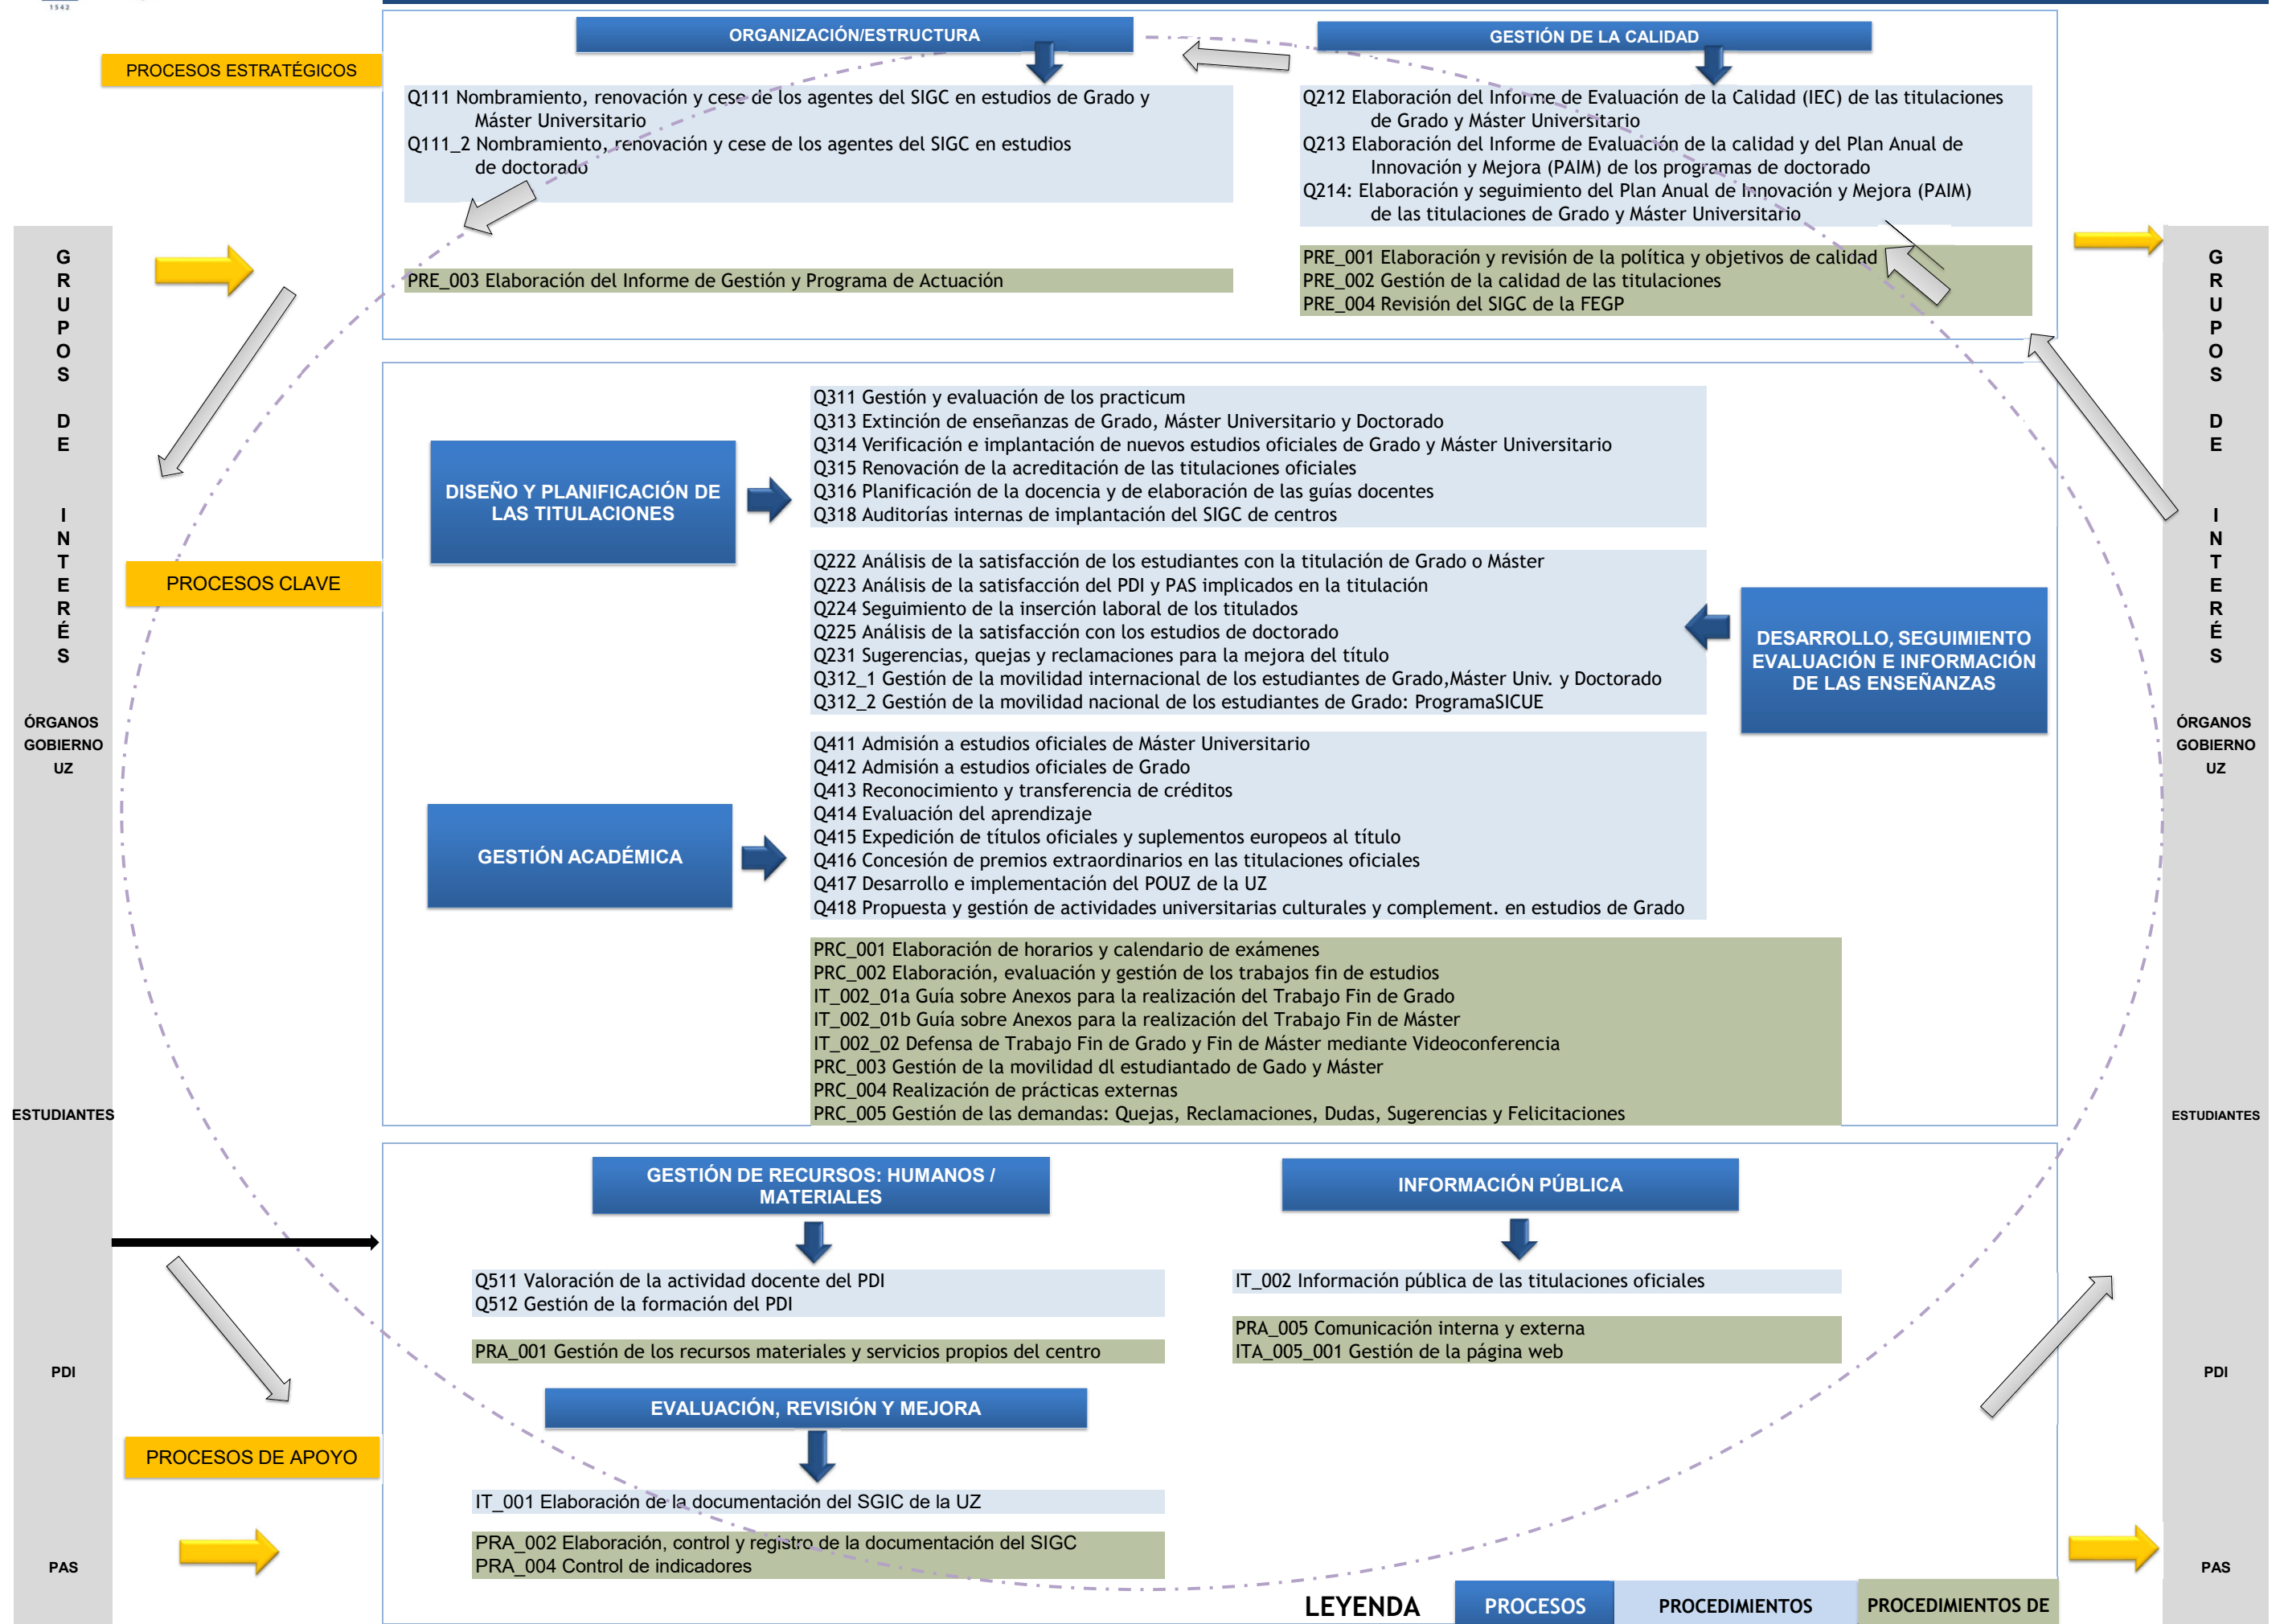 1542
ORGANIZACIÓN/ESTRUCTURA
GESTIÓN DE LA CALIDAD
PROCESOS ESTRATÉGICOS
Q111 Nombramiento, renovación y cese de los agentes del SIGC en estudios de Grado y
Máster Universitario
Q111_2 Nombramiento, renovación y cese de los agentes del SIGC en estudios
de doctorado
PRE_003 Elaboración del Informe de Gestión y Programa de Actuación
Q212 Elaboración del Informe de Evaluación de la Calidad (IEC) de las titulaciones
de Grado y Máster Universitario
Q213 Elaboración del Informe de Evaluación de la calidad y del Plan Anual de
Innovación y Mejora (PAIM) de los programas de doctorado
Q214: Elaboración y seguimiento del Plan Anual de Innovación y Mejora (PAIM)
de las titulaciones de Grado y Máster Universitario
PRE_001 Elaboración y revisión de la política y objetivos de calidad
PRE_002 Gestión de la calidad de las titulaciones
PRE_004 Revisión del SIGC de la FEGP
GRUPOS DE INTERÉS
ÓRGANOS
GOBIERNO
UZ
ESTUDIANTES
PDI
PAS
PROCESOS CLAVE
DISEÑO Y PLANIFICACIÓN DE
LAS TITULACIONES
Q311 Gestión y evaluación de los practicum
Q313 Extinción de enseñanzas de Grado, Máster Universitario y Doctorado
Q314 Verificación e implantación de nuevos estudios oficiales de Grado y Máster Universitario
Q315 Renovación de la acreditación de las titulaciones oficiales
Q316 Planificación de la docencia y de elaboración de las guías docentes
Q318 Auditorías internas de implantación del SIGC de centros
Q222 Análisis de la satisfacción de los estudiantes con la titulación de Grado o Máster
Q223 Análisis de la satisfacción del PDI y PAS implicados en la titulación
Q224 Seguimiento de la inserción laboral de los titulados
Q225 Análisis de la satisfacción con los estudios de doctorado
Q231 Sugerencias, quejas y reclamaciones para la mejora del título
Q312_1 Gestión de la movilidad internacional de los estudiantes de Grado,Máster Univ. y Doctorado
Q312_2 Gestión de la movilidad nacional de los estudiantes de Grado: ProgramaSICUE
DESARROLLO, SEGUIMIENTO
EVALUACIÓN E INFORMACIÓN
DE LAS ENSEÑANZAS
GESTIÓN ACADÉMICA
Q411 Admisión a estudios oficiales de Máster Universitario
Q412 Admisión a estudios oficiales de Grado
Q413 Reconocimiento y transferencia de créditos
Q414 Evaluación del aprendizaje
Q415 Expedición de títulos oficiales y suplementos europeos al título
Q416 Concesión de premios extraordinarios en las titulaciones oficiales
Q417 Desarrollo e implementación del POUZ de la UZ
Q418 Propuesta y gestión de actividades universitarias culturales y complement. en estudios de Grado
PRC_001 Elaboración de horarios y calendario de exámenes
PRC_002 Elaboración, evaluación y gestión de los trabajos fin de estudios
IT_002_01a Guía sobre Anexos para la realización del Trabajo Fin de Grado
IT_002_01b Guía sobre Anexos para la realización del Trabajo Fin de Máster
IT_002_02 Defensa de Trabajo Fin de Grado y Fin de Máster mediante Videoconferencia
PRC_003 Gestión de la movilidad dl estudiantado de Gado y Máster
PRC_004 Realización de prácticas externas
PRC_005 Gestión de las demandas: Quejas, Reclamaciones, Dudas, Sugerencias y Felicitaciones
GESTIÓN DE RECURSOS: HUMANOS /
MATERIALES
Q511 Valoración de la actividad docente del PDI
Q512 Gestión de la formación del PDI
PRA_001 Gestión de los recursos materiales y servicios propios del centro
INFORMACIÓN PÚBLICA
IT_002 Información pública de las titulaciones oficiales
PRA_005 Comunicación interna y externa
ITA_005_001 Gestión de la página web
EVALUACIÓN, REVISIÓN Y MEJORA
PROCESOS DE APOYO
IT_001 Elaboración de la documentación del SGIC de la UZ
PRA_002 Elaboración, control y registro de la documentación del SIGC
PRA_004 Control de indicadores
GRUPOS DE INTERÉS
ÓRGANOS
GOBIERNO
UZ
ESTUDIANTES
PDI
PAS
LEYENDA
PROCESOS
PROCEDIMIENTOS
PROCEDIMIENTOS DE